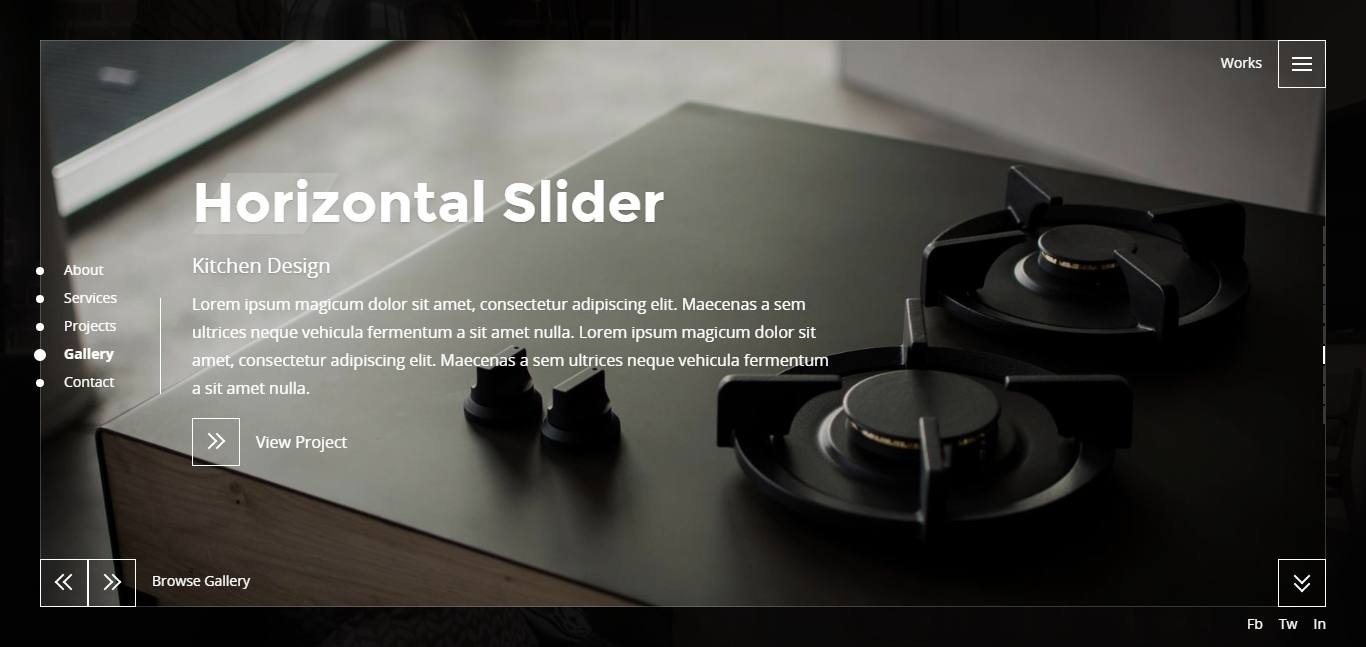 Works
Horizontal Slider
Kitchen Design
Lorem ipsum magicum dolor sit amet, consectetur adipiscing elit. Maecenas a sem
ultrices neque vehicula fermentum a sit amet nulla. Lorem ipsum magicum dolor sit
amet, consectetur adipiscing elit. Maecenas a sem ultrices neque vehicula fermentum
a sit amet nulla.
View Project
About
Services
Projects
Gallery
Contact
Browse Gallery
Fb Tw In